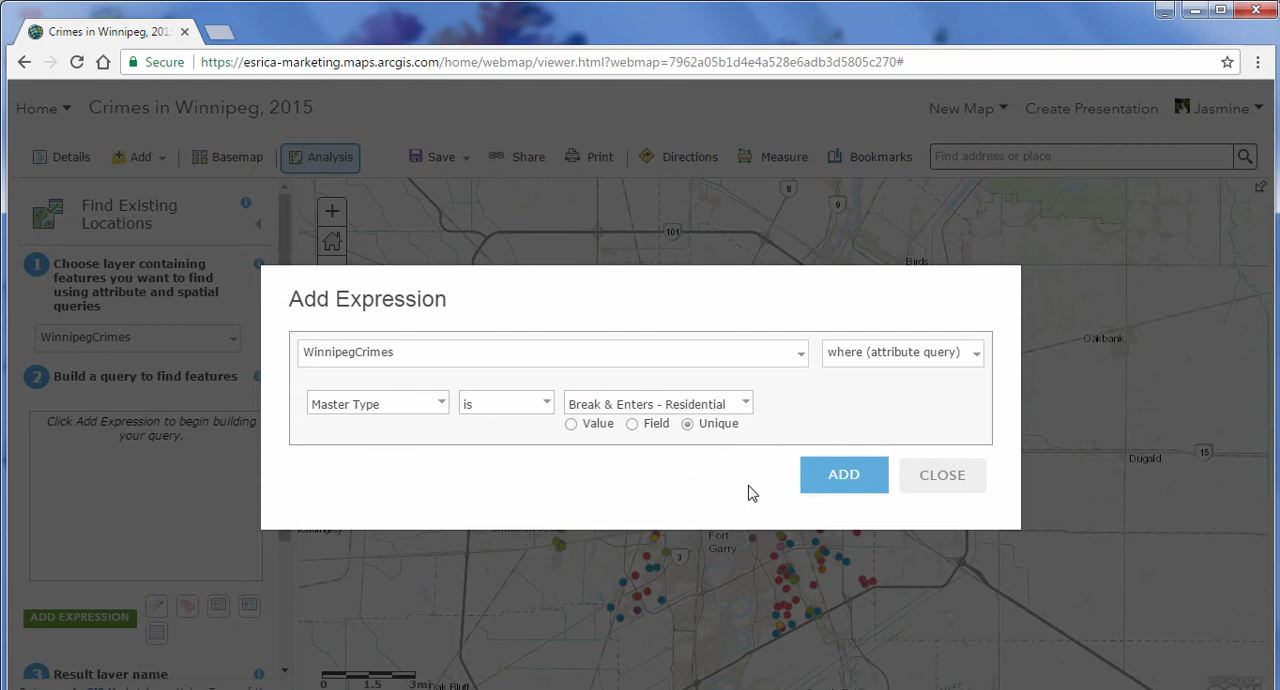 Crimes in Winnipeg, 201
Secure https://esrica-marketing.maps.arcgis.com/home/webmap/viewer.html?webmap=7962a05b1d4e4a528e6adb3d5805c270#
Home Crimes in Winnipeg, 2015 New Map Create Presentation Jasmine
Details Add Basemap Analysis Save Share Print Directions Measure Bookmarks Find address or place
Find Existing
Locations
1 Choose layer containing
features you want to find
using attribute and spatial
queries
WinnipegCrimes
2 Build a query to find features
Click Add Expression to begin building
your query.
ADD EXPRESSION
3 Result layer name
+
8
9
101
Birds
Oakbank
Dugald
15
Add Expression
WinnipegCrimes where (attribute query)
Master Type is Break & Enters - Residential
Value Field Unique
ADD CLOSE
Fort
Garry
3
0 1.5 3mi
Oak Bluff